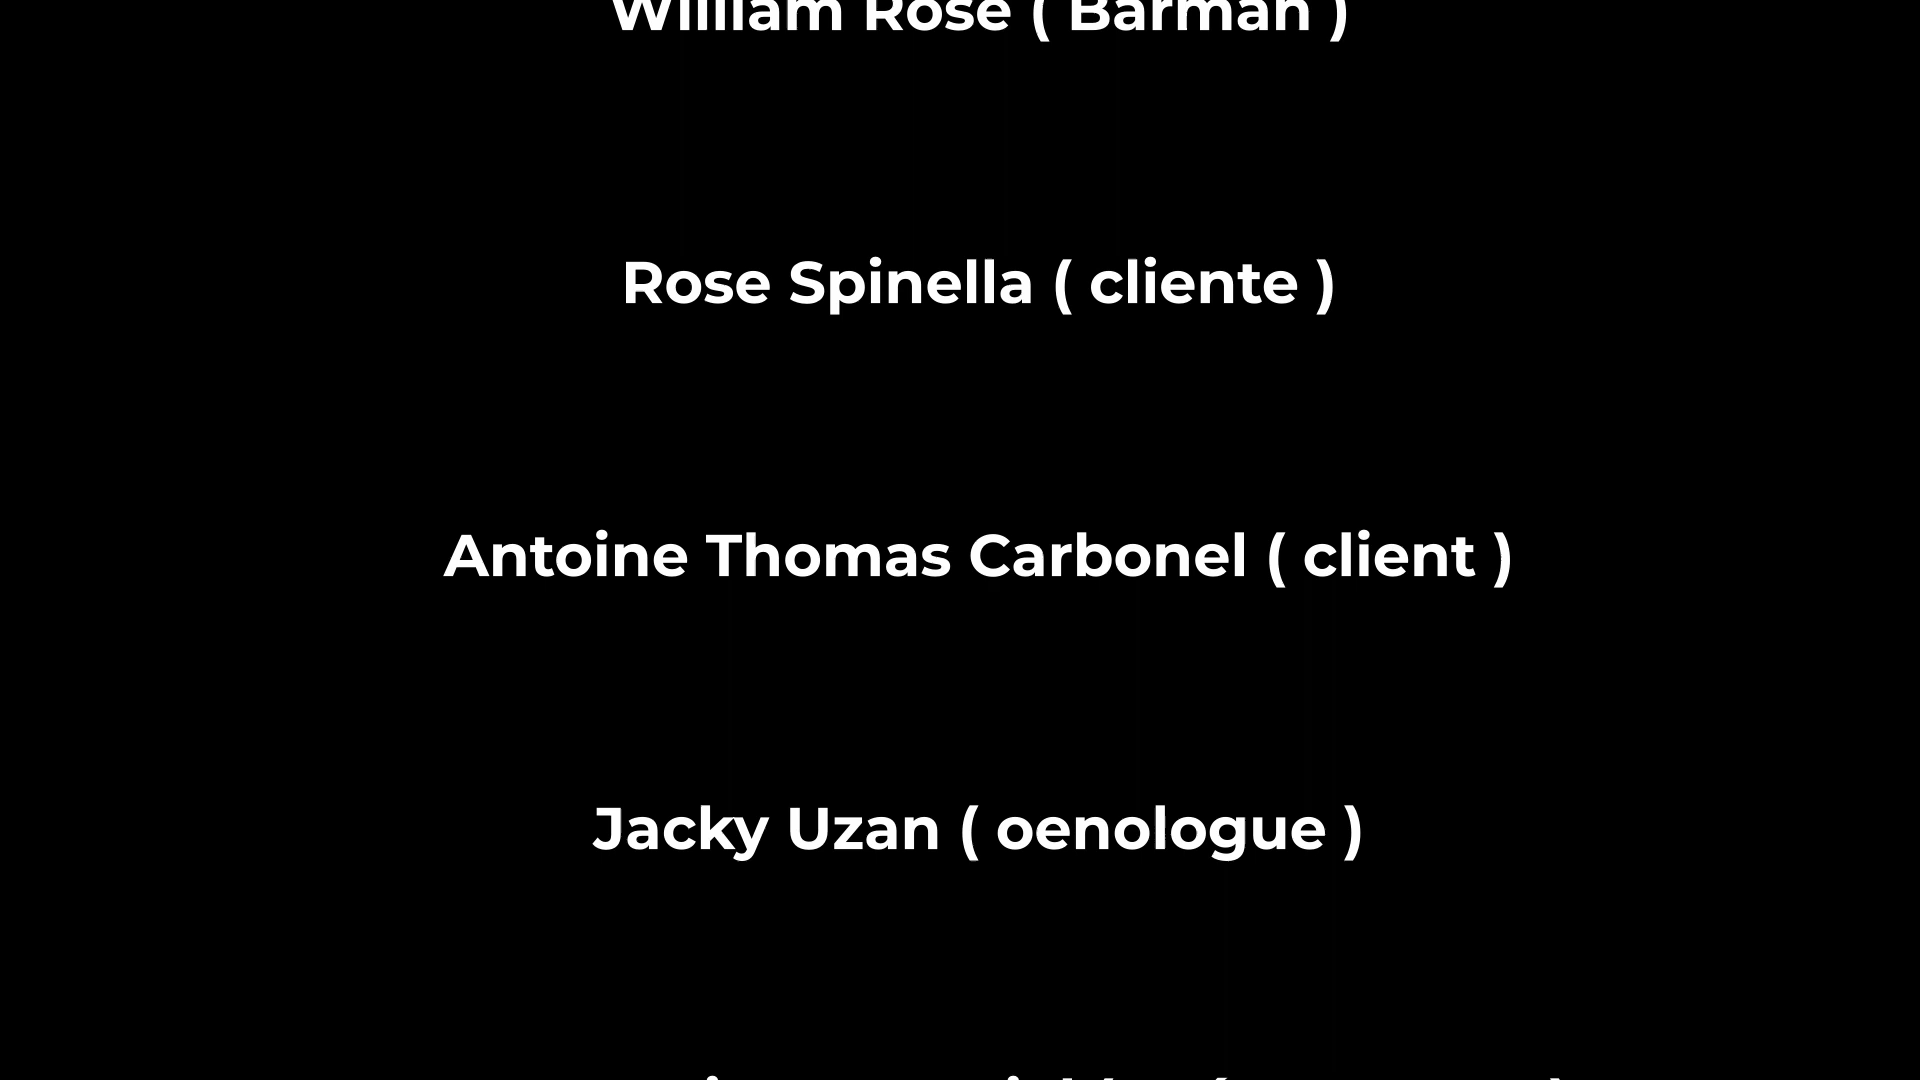 William Rose ( Barman )
Rose Spinella ( cliente )
Antoine Thomas Carbonel ( client )
Jacky Uzan ( oenologue )